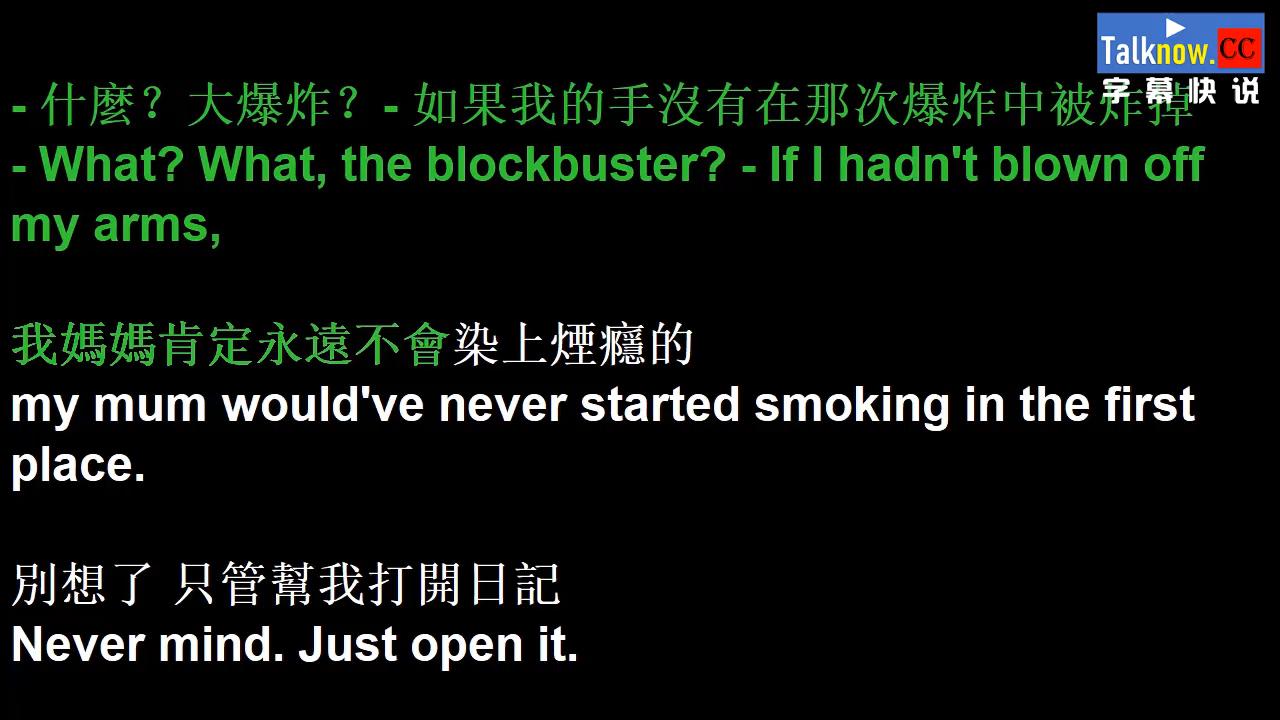 Talknow.CC
字幕快说
- 什麼？大爆炸？- 如果我的手沒有在那次爆炸中被炸掉
- What? What, the blockbuster? - If I hadn't blown off
my arms,
我媽媽肯定永遠不會染上煙癮的
my mum would've never started smoking in the first
place.
別想了 只管幫我打開日記
Never mind. Just open it.